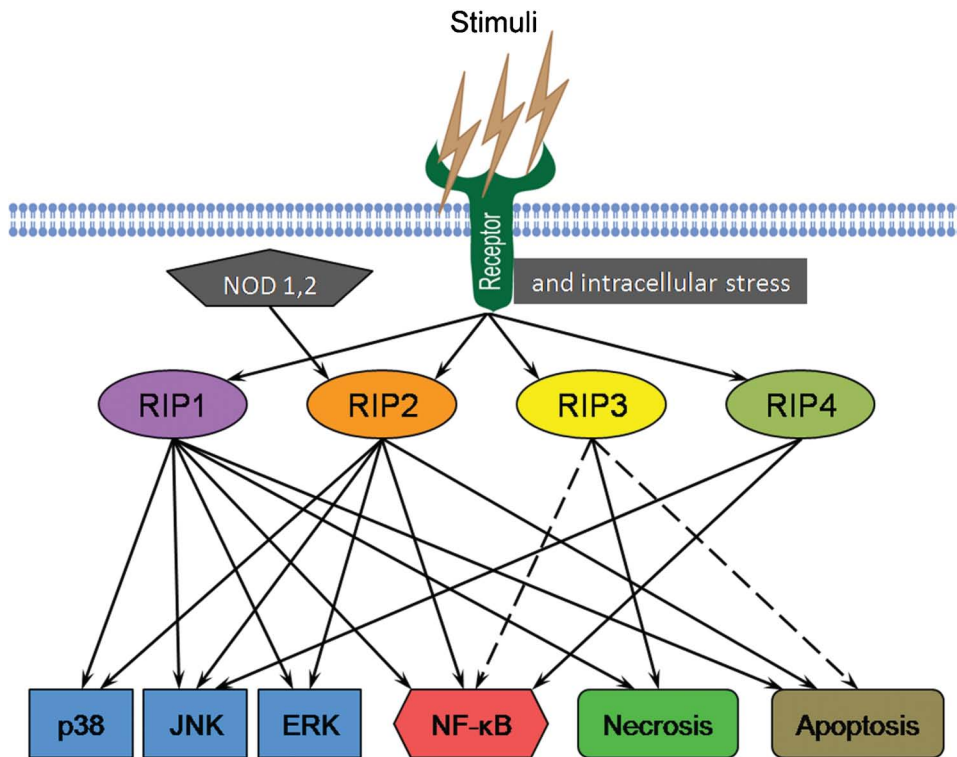 Stimuli
Receptor
NOD 1,2
and intracellular stress
RIP1
RIP2
RIP3
RIP4
p38
JNK
ERK
NF-κB
Necrosis
Apoptosis